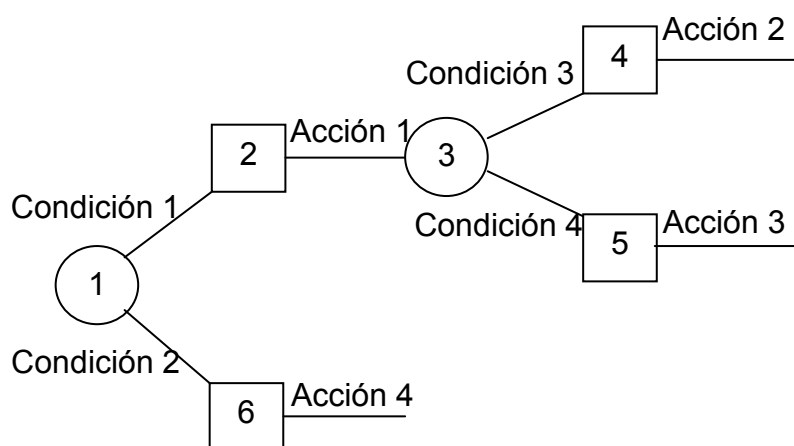 Acción 2
4
Condición 3
Acción 1
2
3
Condición 1
Condición 4
Acción 3
5
1
Condición 2
Acción 4
6